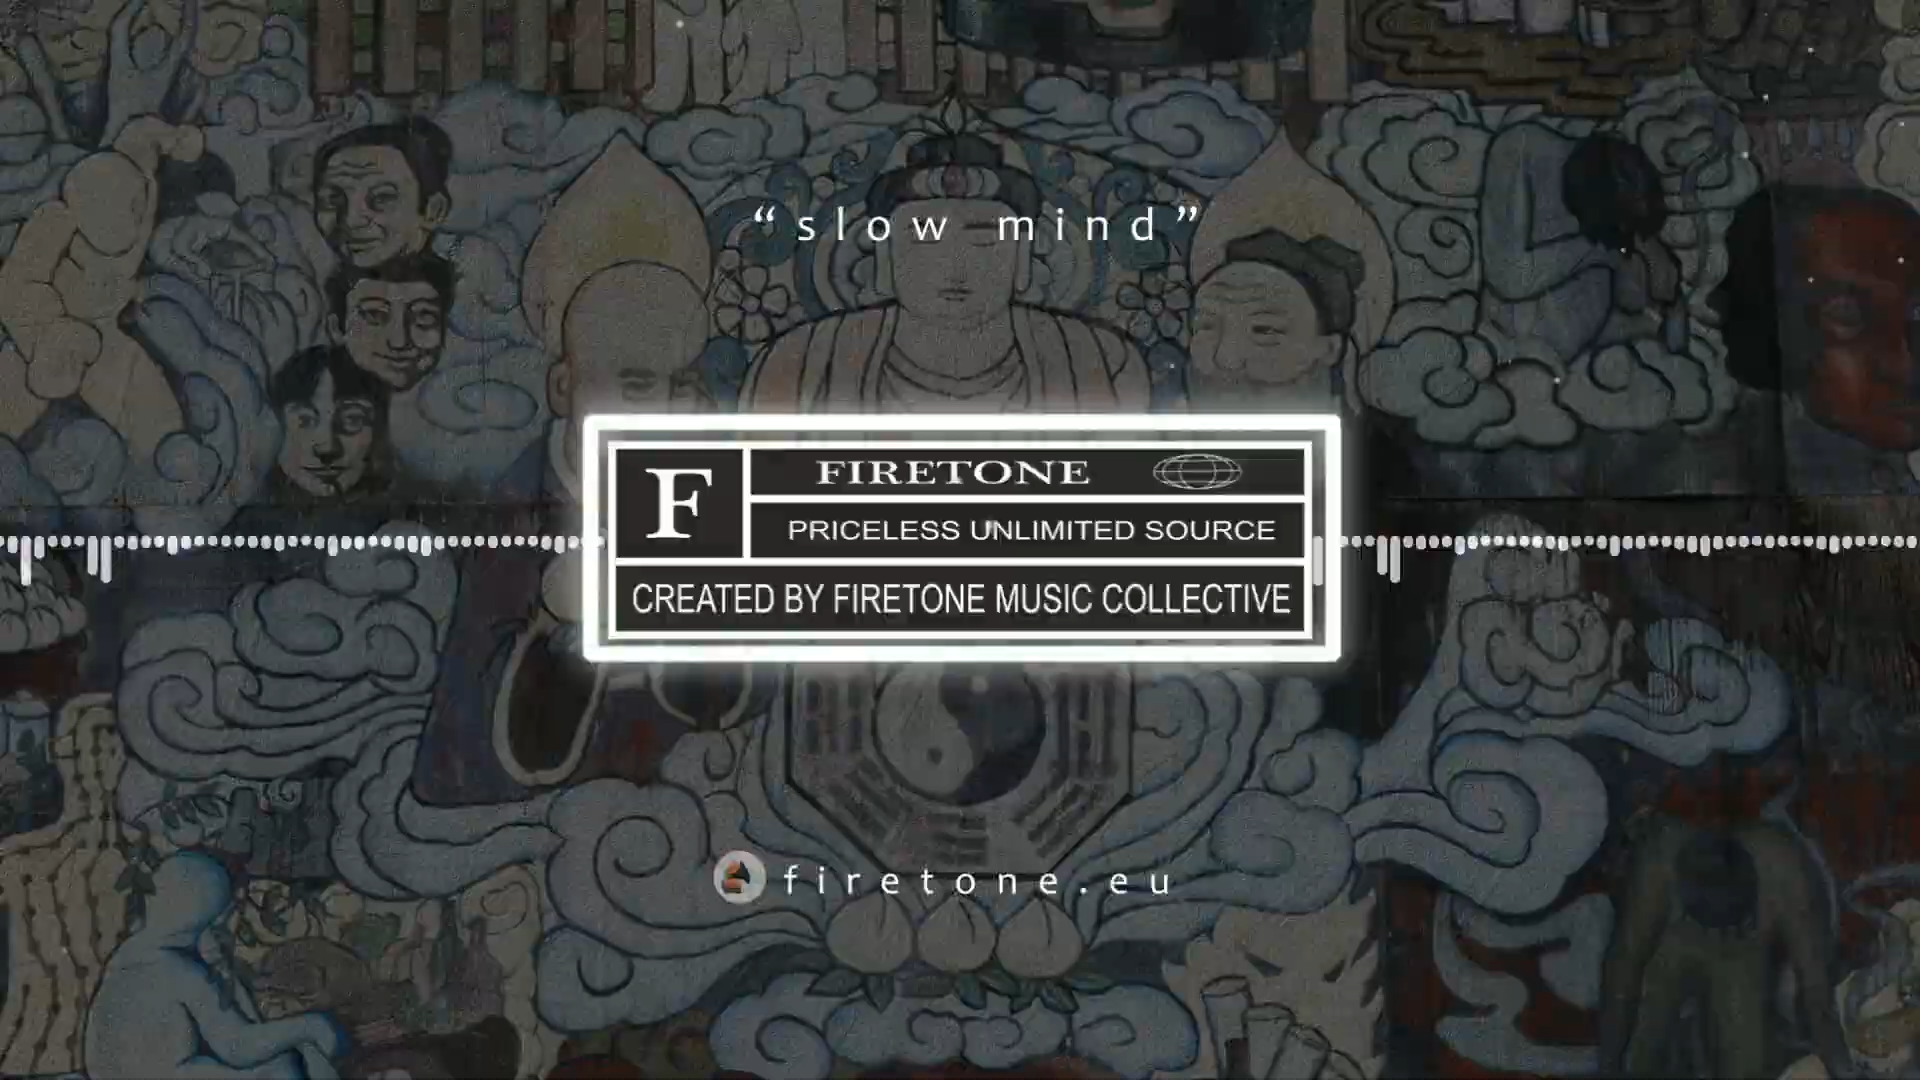 “slow mind”
F
FIRETONE
PRICELESS UNLIMITED SOURCE
CREATED BY FIRETONE MUSIC COLLECTIVE
firetone.eu